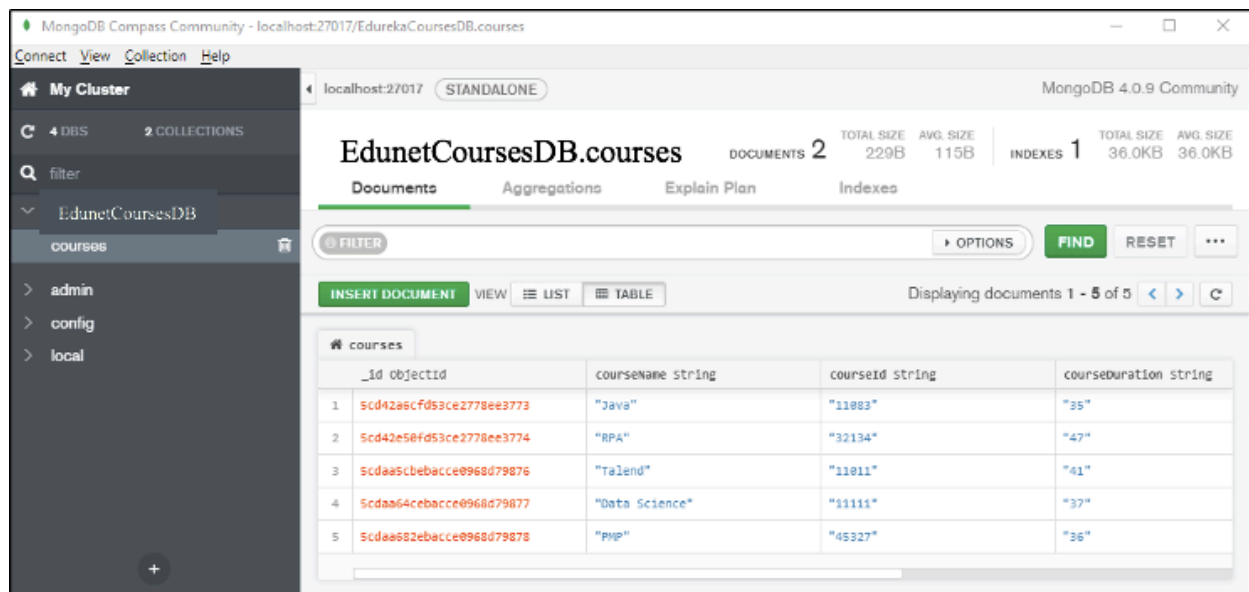 MongoDB Compass Community - localhost:27017/EdurekaCoursesDB.courses
Connect View Collection Help
My Cluster
localhost:27017 STANDALONE MongoDB 4.0.9 Community
4 DBS 2 COLLECTIONS
EdunetCoursesDB.courses DOCUMENTS 2 TOTAL SIZE 229B AVG. SIZE 115B INDEXES 1 TOTAL SIZE 36.0KB AVG. SIZE 36.0KB
filter
Documents Aggregations Explain Plan Indexes
EdunetCoursesDB
courses
FILTER OPTIONS FIND RESET ...
admin
config
local
INSERT DOCUMENT VIEW LIST TABLE Displaying documents 1 - 5 of 5
courses
_id ObjectId courseName String courseId String courseDuration String
1 5cd42a6cfd53ce2778ee3773 "Java" "11083" "35"
2 5cd42e50fd53ce2778ee3774 "RPA" "32134" "47"
3 5cdaa5cbebacce0968d79876 "Talend" "11011" "41"
4 5cdaa64cebacce0968d79877 "Data Science" "11111" "37"
5 5cdaa682ebacce0968d79878 "PMP" "45327" "36"